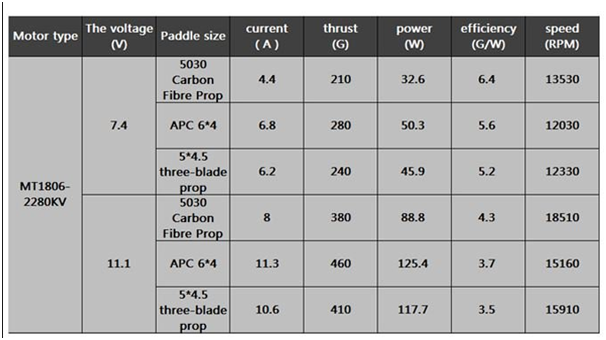 Motor type The voltage (V) Paddle size current ( A ) thrust (G) power (W) efficiency (G/W) speed (RPM)
MT1806-
2280KV
7.4
5030
Carbon
Fibre Prop
4.4 210 32.6 6.4 13530
APC 6*4 6.8 280 50.3 5.6 12030
5*4.5
three-blade
prop
6.2 240 45.9 5.2 12330
11.1
5030
Carbon
Fibre Prop
8 380 88.8 4.3 18510
APC 6*4 11.3 460 125.4 3.7 15160
5*4.5
three-blade
prop
10.6 410 117.7 3.5 15910